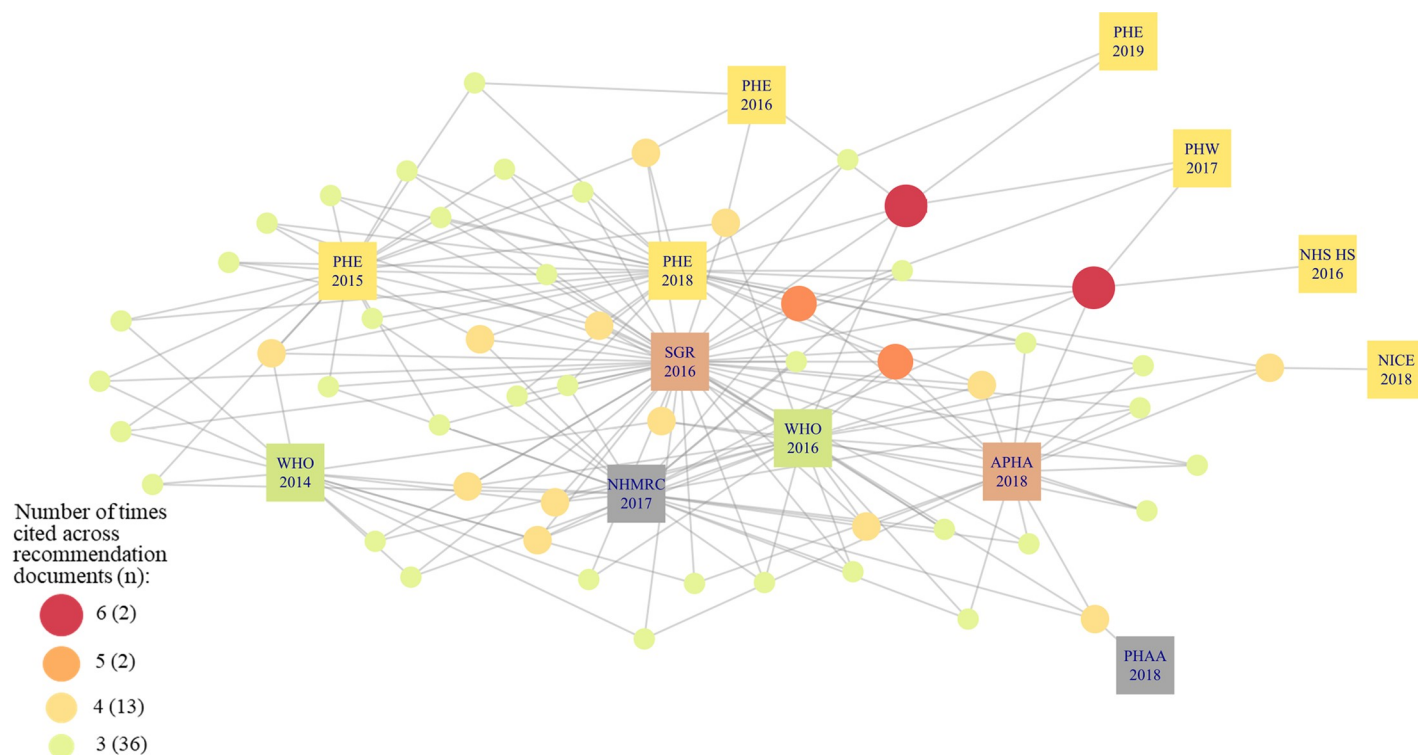 PHE
2019
PHE
2016
PHW
2017
PHE
2015
PHE
2018
NHS HS
2016
SGR
2016
NICE
2018
WHO
2016
WHO
2014
NHMRC
2017
APHA
2018
PHAA
2018
Number of times
cited across
recommendation
documents (n):
6 (2)
5 (2)
4 (13)
3 (36)